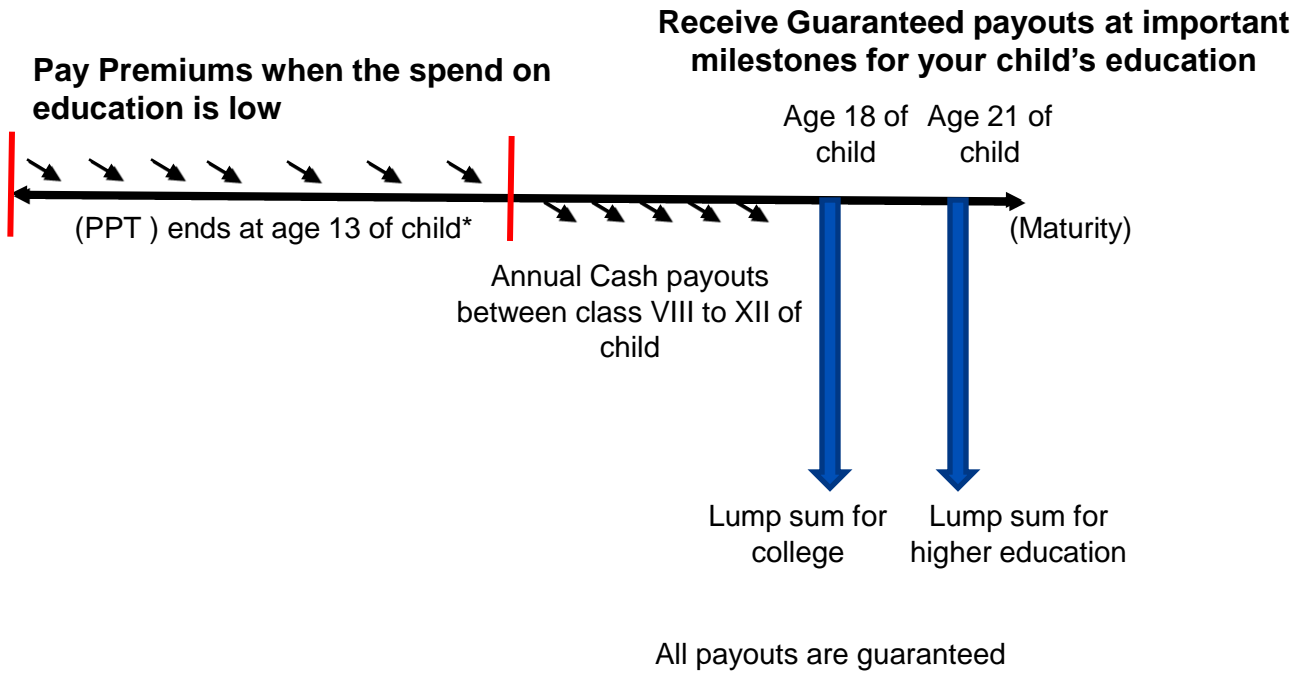 Receive Guaranteed payouts at important
milestones for your child’s education
Pay Premiums when the spend on
education is low
Age 18 of
child
Age 21 of
child
(PPT ) ends at age 13 of child*
(Maturity)
Annual Cash payouts
between class VIII to XII of
child
Lump sum for
college
Lump sum for
higher education
All payouts are guaranteed